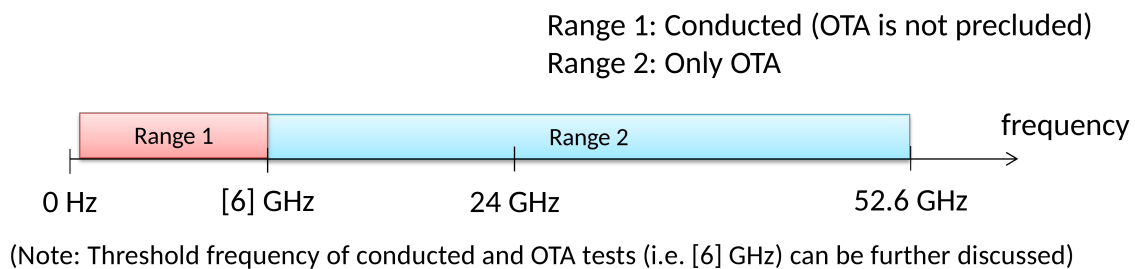 Range 1: Conducted (OTA is not precluded)
Range 2: Only OTA
frequency
Range 1
Range 2
0 Hz
[6] GHz
24 GHz
52.6 GHz
(Note: Threshold frequency of conducted and OTA tests (i.e. [6] GHz) can be further discussed)